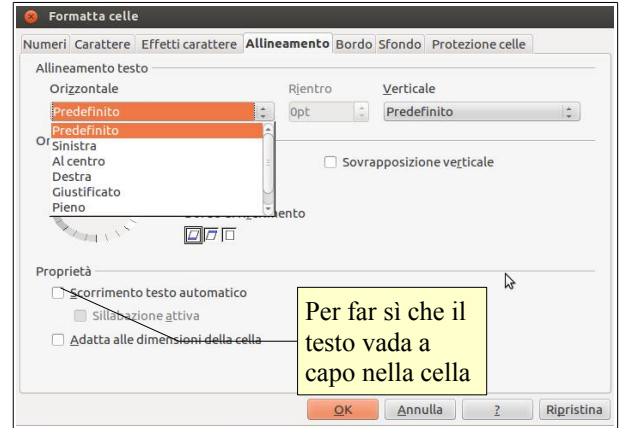 Formatta celle
Numeri Carattere Effetti carattere Allineamento Bordo Sfondo Protezione celle
Allineamento testo
Orizzontale Rientro Verticale
Predefinito 0pt Predefinito
Predefinito
Sinistra
Al centro
Destra
Giustificato
Pieno
Sovrapposizione verticale
Proprietà
Scorrimento testo automatico
Sillabazione attiva
Adatta alle dimensioni della cella
Per far sì che il
testo vada a
capo nella cella
OK Annulla ? Ripristina